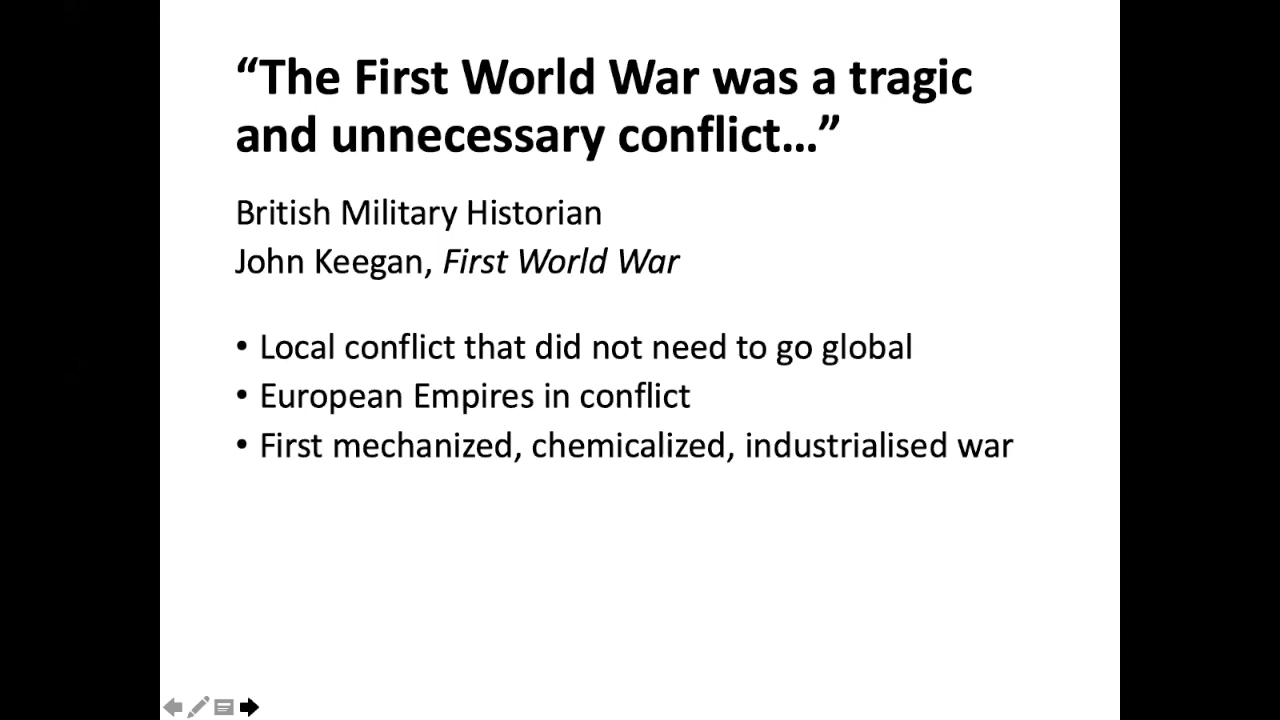 “The First World War was a tragic
and unnecessary conflict…”
British Military Historian
John Keegan, First World War
• Local conflict that did not need to go global
• European Empires in conflict
• First mechanized, chemicalized, industrialised war